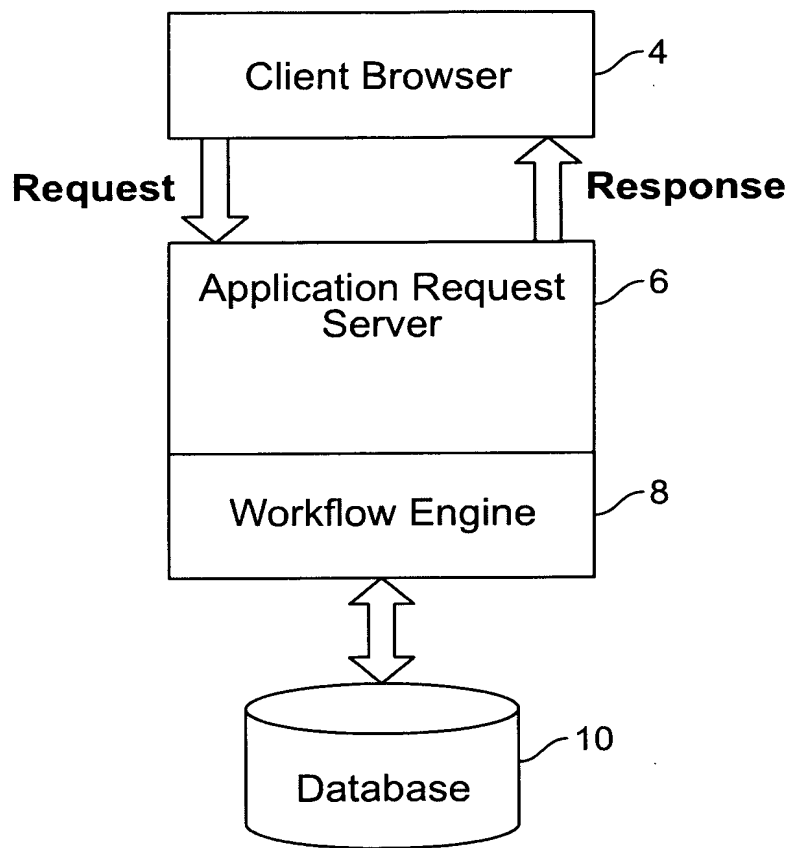 Client Browser
4
Request
Response
Application Request
Server
6
Workflow Engine
8
Database
10